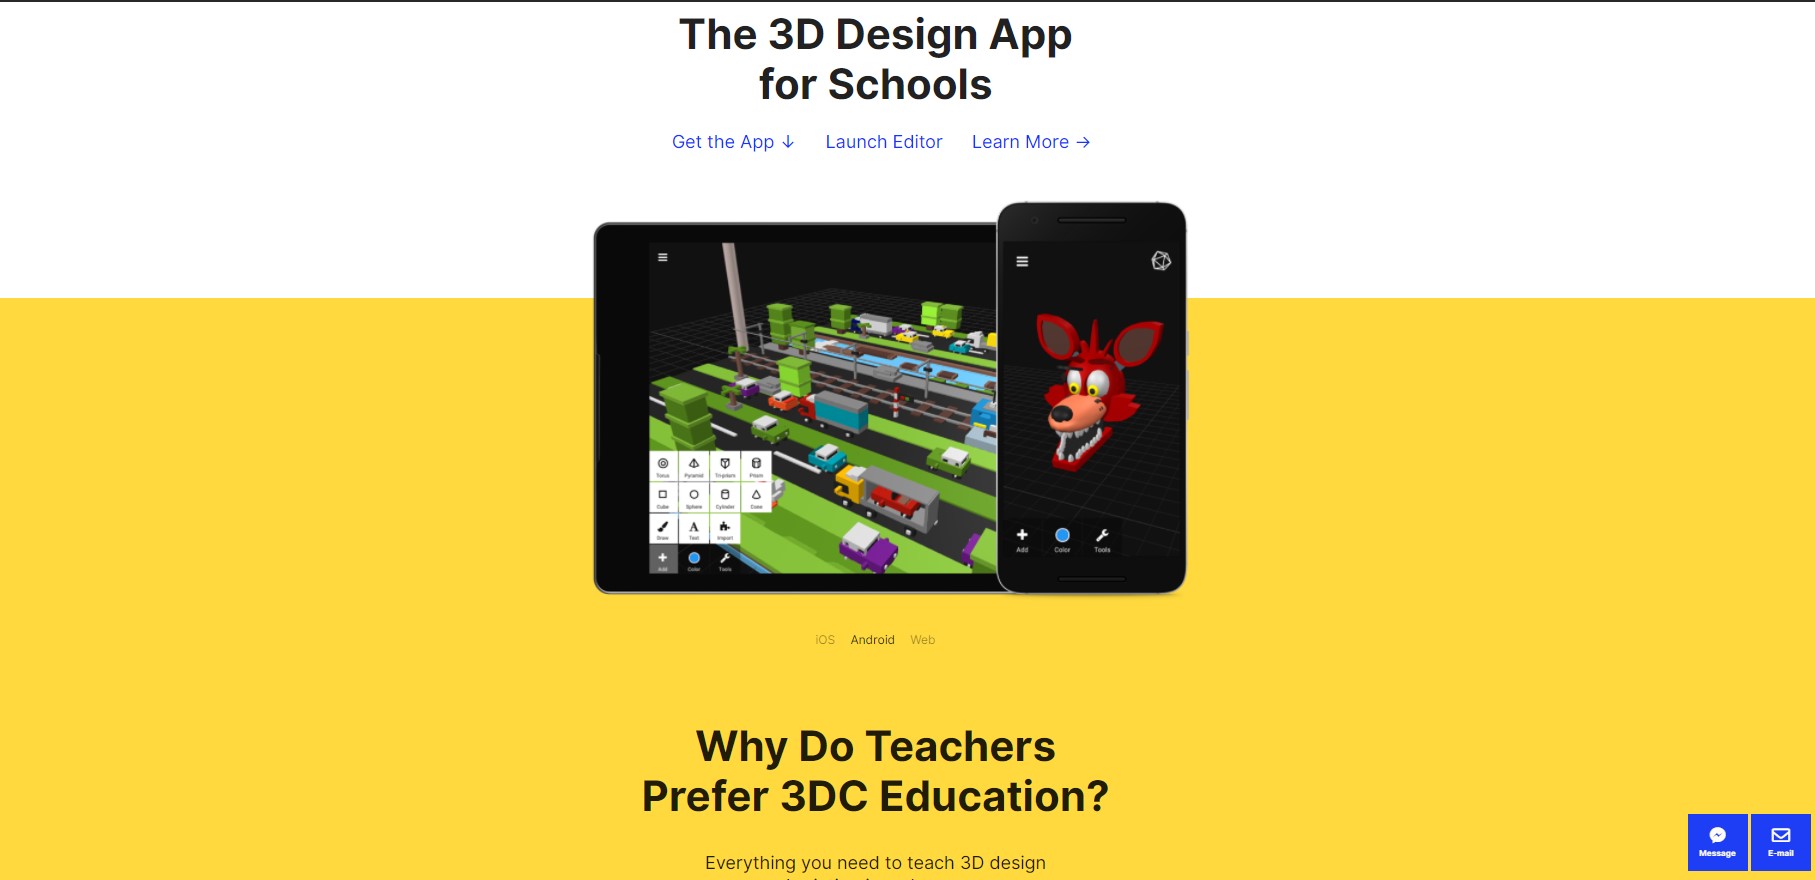 The 3D Design App
for Schools
Get the App ↓ Launch Editor Learn More →
Torus Pyramid Tri-prism Prism
Cube Sphere Cylinder Cone
Draw Text Import
Add Color Tools
Add Color Tools
iOS Android Web
Why Do Teachers
Prefer 3DC Education?
Everything you need to teach 3D design
Message E-mail